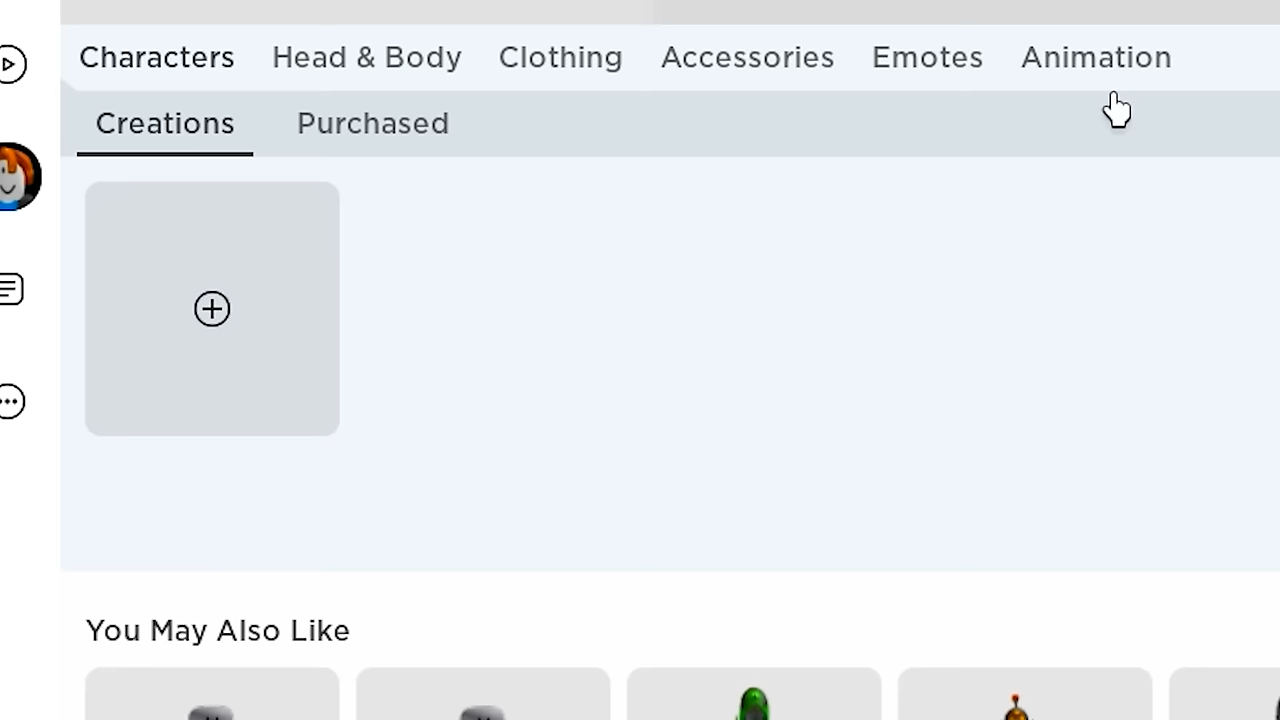 Characters Head & Body Clothing Accessories Emotes Animation
Creations Purchased
You May Also Like